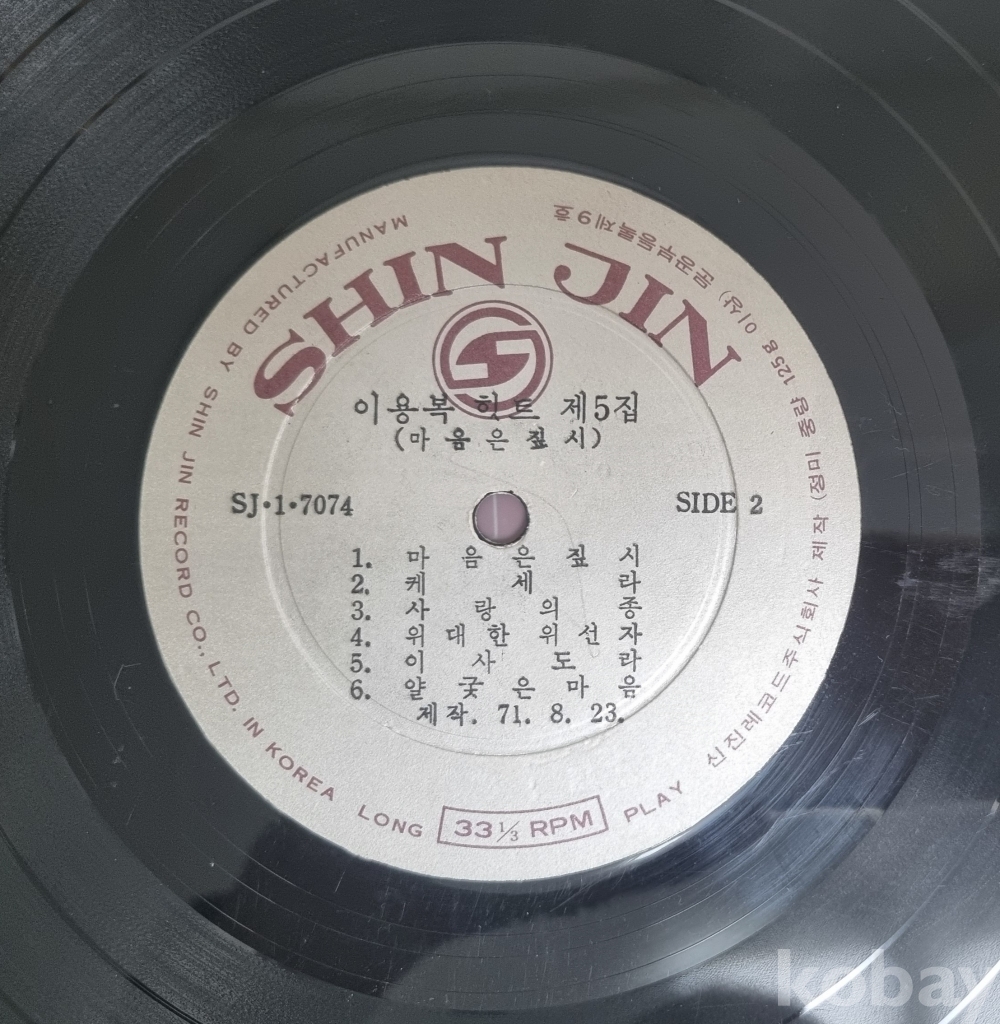 SHIN JIN
이용복 힛트 제5집
(마음은 짚시)
SJ·1·7074
SIDE 2
1. 마음은짚시
2. 케세라
3. 사랑의종
4. 위대한위선자
5. 이사도라
6. 얄궂은마음
제작. 71. 8. 23.
MANUFACTURED BY SHIN JIN RECORD CO., LTD. IN KOREA
LONG 33 1/3 RPM PLAY
신진레코드주식회사 제작 (정미 중량 125g 이상) 문공부등록제9호
kobay